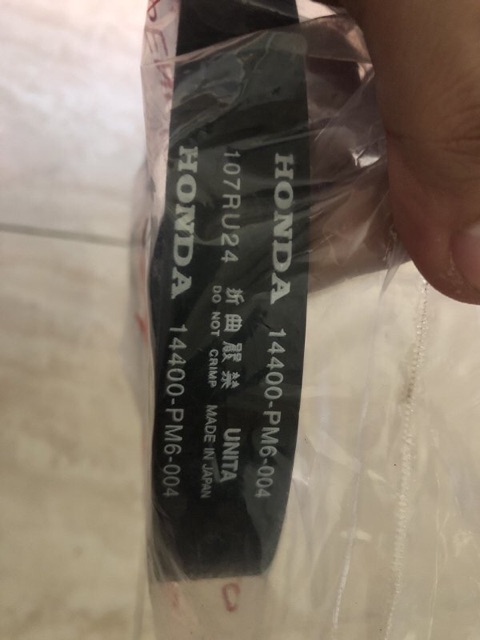 HONDA 14400-PM6-004
107RU24 折曲厳禁 UNITA
DO NOT CRIMP MADE IN JAPAN
HONDA 14400-PM6-004